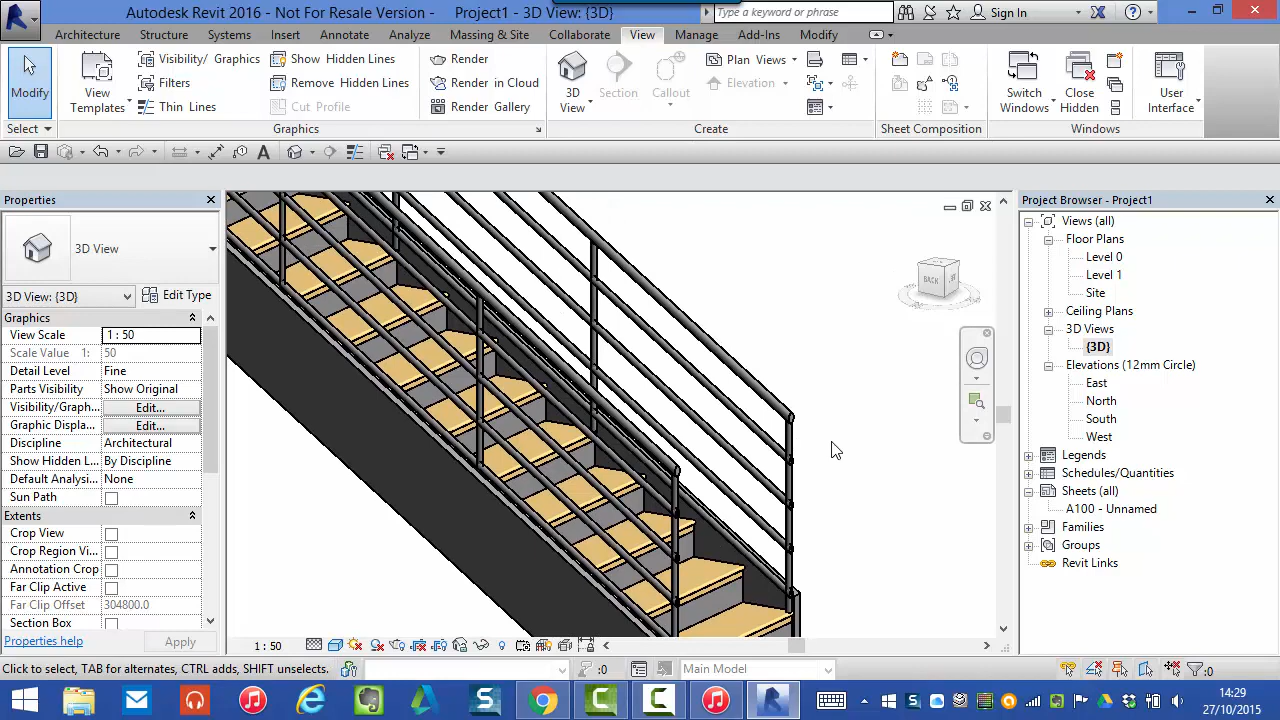 Autodesk Revit 2016 - Not For Resale Version - Project1 - 3D View: {3D}
Type a keyword or phrase
Sign In
Architecture Structure Systems Insert Annotate Analyze Massing & Site Collaborate View Manage Add-Ins Modify
Modify
Select
View Templates
Visibility/ Graphics
Filters
Thin Lines
Show Hidden Lines
Remove Hidden Lines
Cut Profile
Render
Render in Cloud
Render Gallery
Graphics
3D View
Section
Callout
Plan Views
Elevation
Create
Sheet Composition
Switch Windows
Close Hidden
User Interface
Windows
Properties
3D View
3D View: {3D}
Edit Type
Graphics
View Scale 1 : 50
Scale Value 1: 50
Detail Level Fine
Parts Visibility Show Original
Visibility/Graph... Edit...
Graphic Displa... Edit...
Discipline Architectural
Show Hidden L... By Discipline
Default Analysi... None
Sun Path
Extents
Crop View
Crop Region Vi...
Annotation Crop
Far Clip Active
Far Clip Offset 304800.0
Section Box
Properties help
Apply
BACK
1 : 50
Project Browser - Project1
Views (all)
Floor Plans
Level 0
Level 1
Site
Ceiling Plans
3D Views
{3D}
Elevations (12mm Circle)
East
North
South
West
Legends
Schedules/Quantities
Sheets (all)
A100 - Unnamed
Families
Groups
Revit Links
Click to select, TAB for alternates, CTRL adds, SHIFT unselects.
:0
Main Model
:0
14:29
27/10/2015